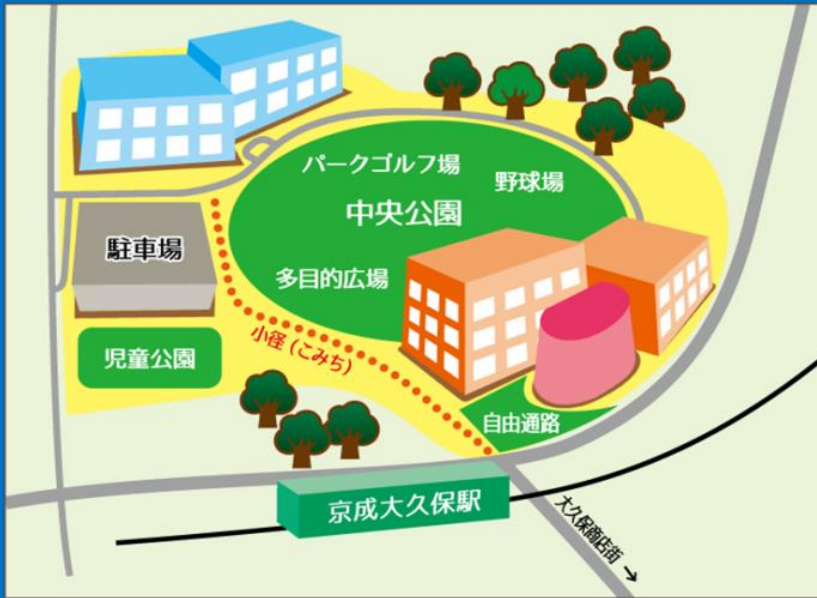 パークゴルフ場
野球場
中央公園
駐車場
多目的広場
小径(こみち)
児童公園
自由通路
京成大久保駅
大久保商店街 →